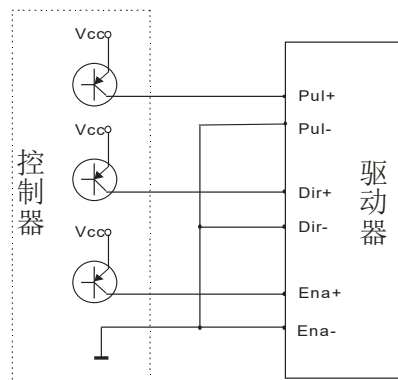 Vcc
Pul+
Pul-
Vcc
控制器
驱动器
Dir+
Dir-
Vcc
Ena+
Ena-